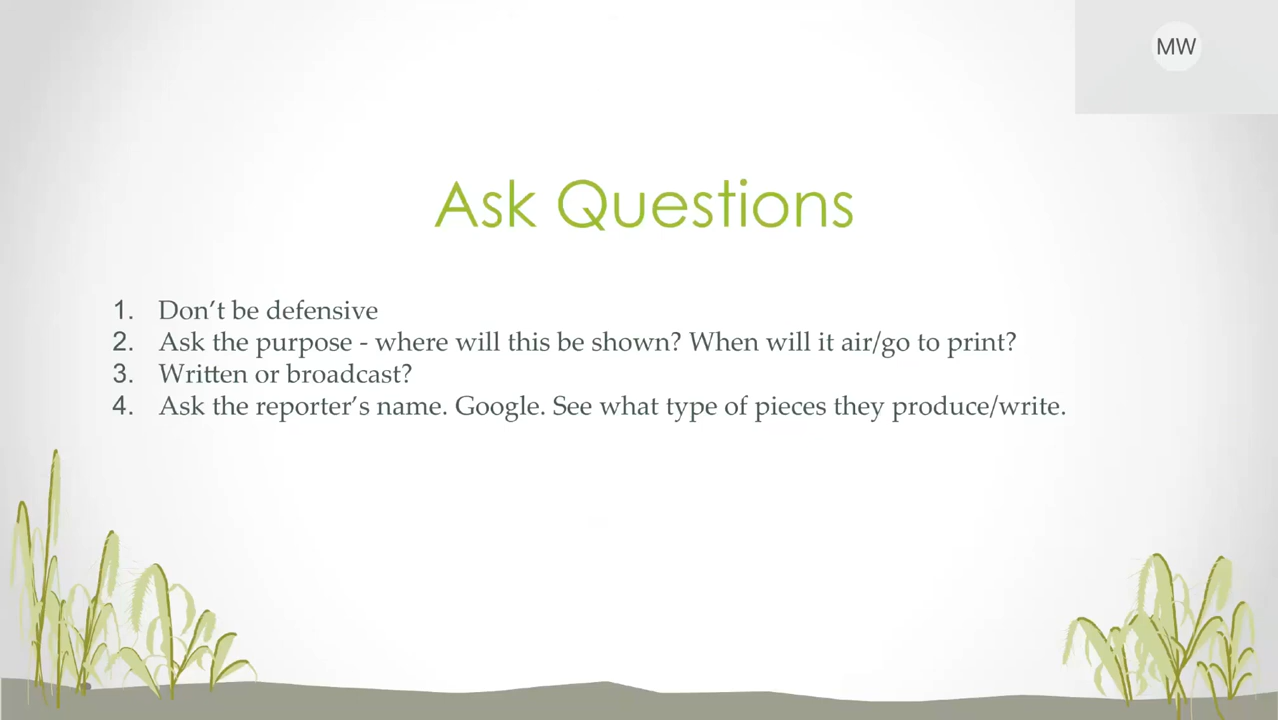 MW
Ask Questions
1. Don’t be defensive
2. Ask the purpose - where will this be shown? When will it air/go to print?
3. Written or broadcast?
4. Ask the reporter’s name. Google. See what type of pieces they produce/write.